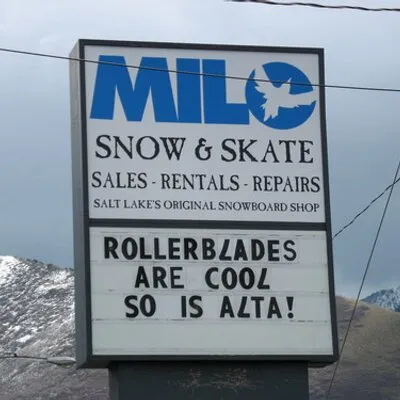 MILO
SNOW & SKATE
SALES - RENTALS - REPAIRS
SALT LAKE'S ORIGINAL SNOWBOARD SHOP
ROLLERBLADES
ARE COOL
SO IS ALTA!